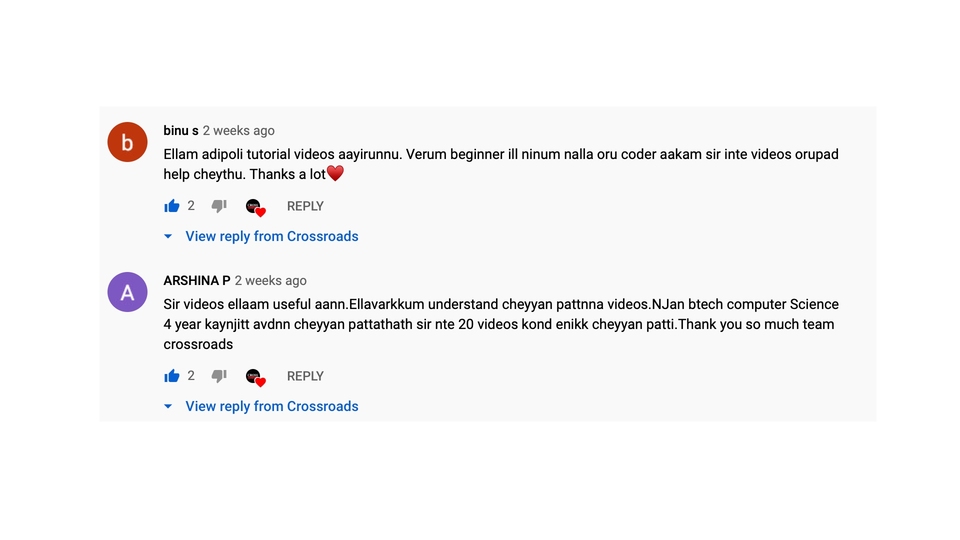 b
binu s 2 weeks ago
Ellam adipoli tutorial videos aayirunnu. Verum beginner ill ninum nalla oru coder aakam sir inte videos orupad
help cheythu. Thanks a lot❤️
2 REPLY
View reply from Crossroads
A
ARSHINA P 2 weeks ago
Sir videos ellaam useful aann.Ellavarkkum understand cheyyan pattnna videos.NJan btech computer Science
4 year kaynjitt avdnn cheyyan pattathath sir nte 20 videos kond enikk cheyyan patti.Thank you so much team
crossroads
2 REPLY
View reply from Crossroads